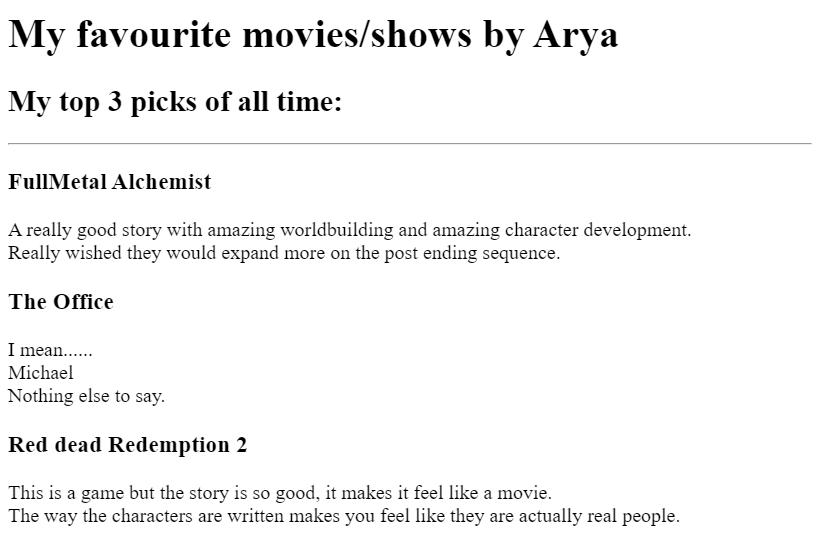 My favourite movies/shows by Arya
My top 3 picks of all time:
FullMetal Alchemist
A really good story with amazing worldbuilding and amazing character development.
Really wished they would expand more on the post ending sequence.
The Office
I mean......
Michael
Nothing else to say.
Red dead Redemption 2
This is a game but the story is so good, it makes it feel like a movie.
The way the characters are written makes you feel like they are actually real people.